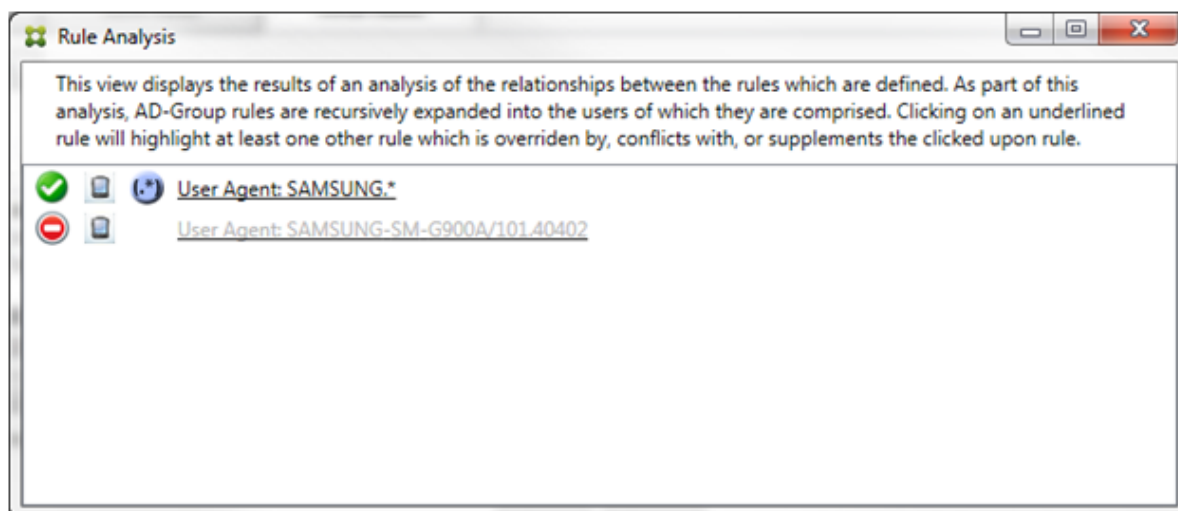 Rule Analysis
This view displays the results of an analysis of the relationships between the rules which are defined. As part of this
analysis, AD-Group rules are recursively expanded into the users of which they are comprised. Clicking on an underlined
rule will highlight at least one other rule which is overriden by, conflicts with, or supplements the clicked upon rule.
(.*) User Agent: SAMSUNG.*
User Agent: SAMSUNG-SM-G900A/101.40402